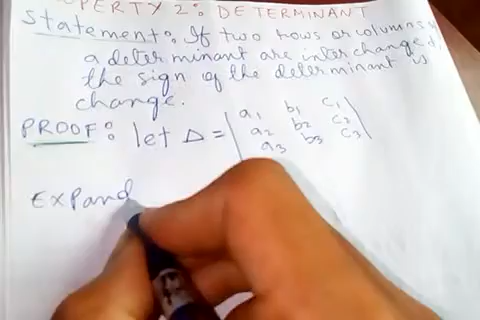 PROPERTY 2: DETERMINANT
Statement: If two rows or columns of
a determinant are interchanged,
the sign of the determinant is
change.
PROOF: let Δ = | a1 b1 c1 |
a2 b2 c2
a3 b3 c3
Expand